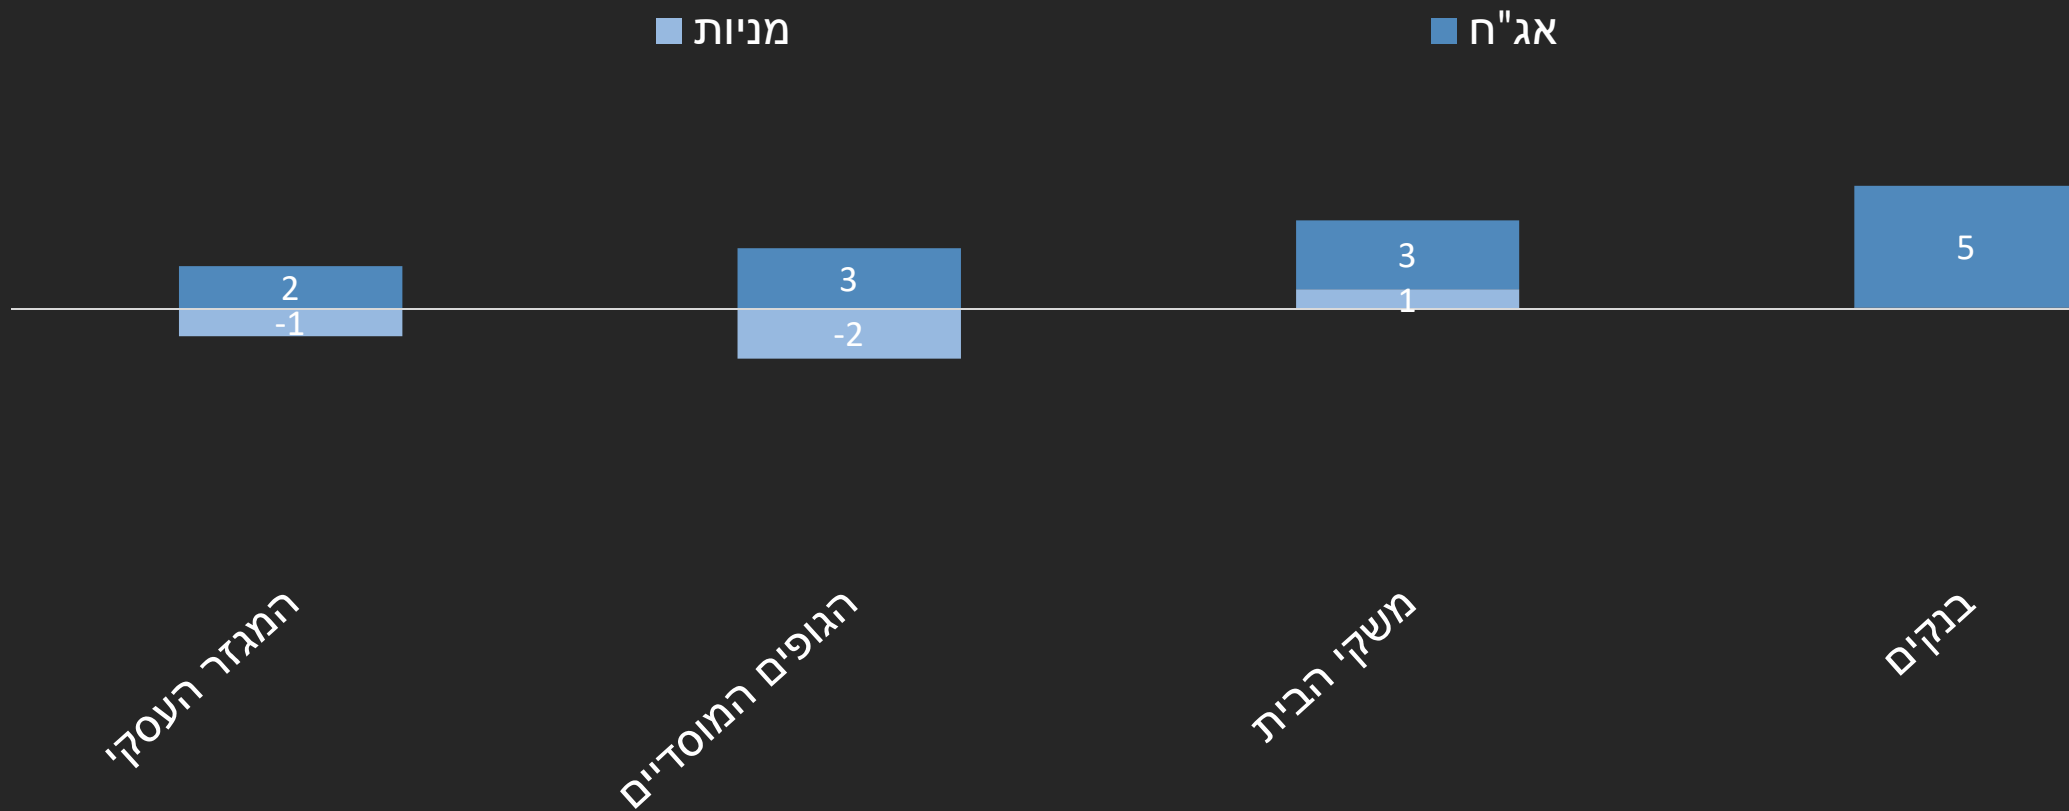 אג"ח
מניות
5
3
1
3
-2
2
-1
בנקים
משקי הבית
הגופים המוסדיים
המגזר העסקי